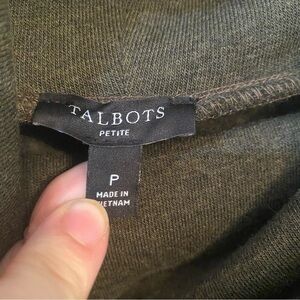 TALBOTS
PETITE
P
MADE IN
VIETNAM